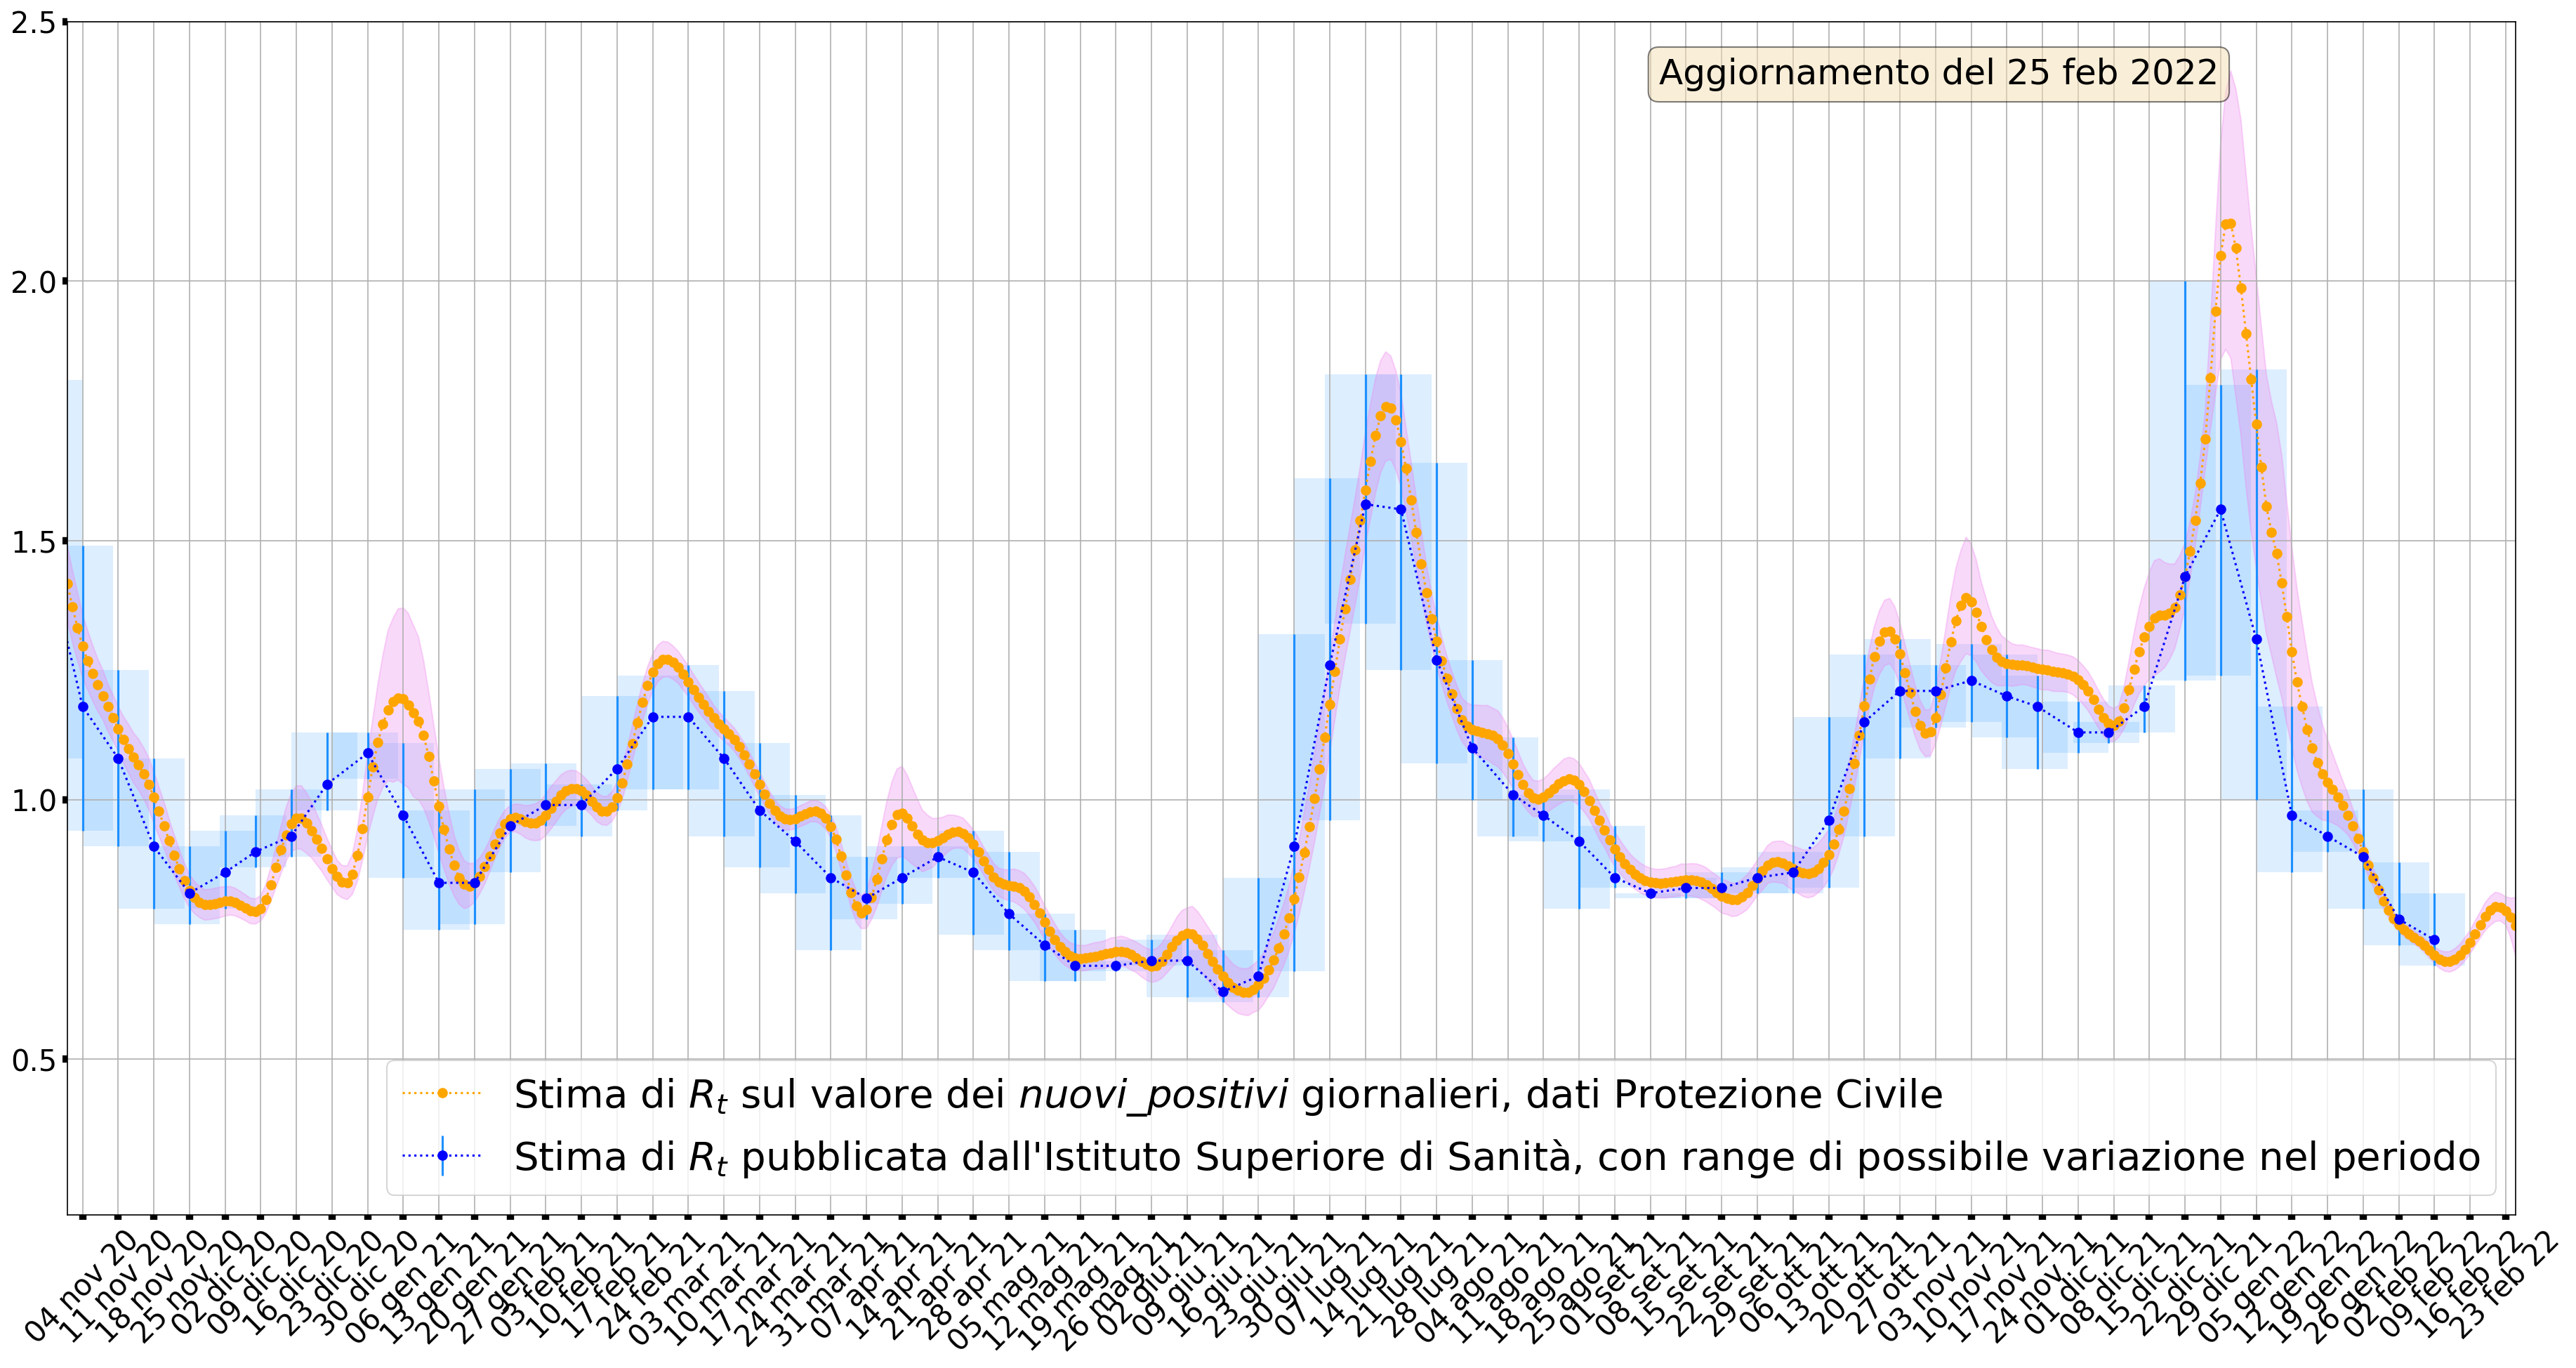 2.5
2.0
1.5
1.0
0.5
Aggiornamento del 25 feb 2022
Stima di Rt sul valore dei nuovi_positivi giornalieri, dati Protezione Civile
Stima di Rt pubblicata dall'Istituto Superiore di Sanità, con range di possibile variazione nel periodo
04 nov 20
11 nov 20
18 nov 20
25 nov 20
02 dic 20
09 dic 20
16 dic 20
23 dic 20
30 dic 20
06 gen 21
13 gen 21
20 gen 21
27 gen 21
03 feb 21
10 feb 21
17 feb 21
24 feb 21
03 mar 21
10 mar 21
17 mar 21
24 mar 21
31 mar 21
07 apr 21
14 apr 21
21 apr 21
28 apr 21
05 mag 21
12 mag 21
19 mag 21
26 mag 21
02 giu 21
09 giu 21
16 giu 21
23 giu 21
30 giu 21
07 lug 21
14 lug 21
21 lug 21
28 lug 21
04 ago 21
11 ago 21
18 ago 21
25 ago 21
01 set 21
08 set 21
15 set 21
22 set 21
29 set 21
06 ott 21
13 ott 21
20 ott 21
27 ott 21
03 nov 21
10 nov 21
17 nov 21
24 nov 21
01 dic 21
08 dic 21
15 dic 21
22 dic 21
29 dic 21
05 gen 22
12 gen 22
19 gen 22
26 gen 22
02 feb 22
09 feb 22
16 feb 22
23 feb 22